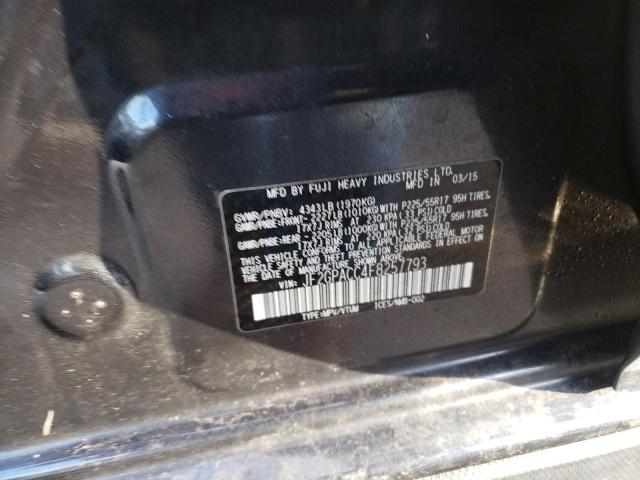 MFD BY FUJI HEAVY INDUSTRIES LTD.
MFD IN 03/15
GVWR/PNBV: 4343LB(1970KG)
GAWR/PNBE-FRONT: 2227LB(1010KG)WITH P225/55R17 95H TIRES.
17X7J RIMS AT 230 KPA( 33 PSI)COLD
GAWR/PNBE-REAR : 2205LB(1000KG)WITH P225/55R17 95H TIRES.
17X7J RIMS AT 220 KPA( 32 PSI)COLD
THIS VEHICLE CONFORMS TO ALL APPLICABLE FEDERAL MOTOR
VEHICLE SAFETY AND THEFT PREVENTION STANDARDS IN EFFECT ON
THE DATE OF MANUFACTURE SHOWN ABOVE.
VIN: JF2GPACC4F8257793
TYPE:MPV/VTUM ICES/NMB-002